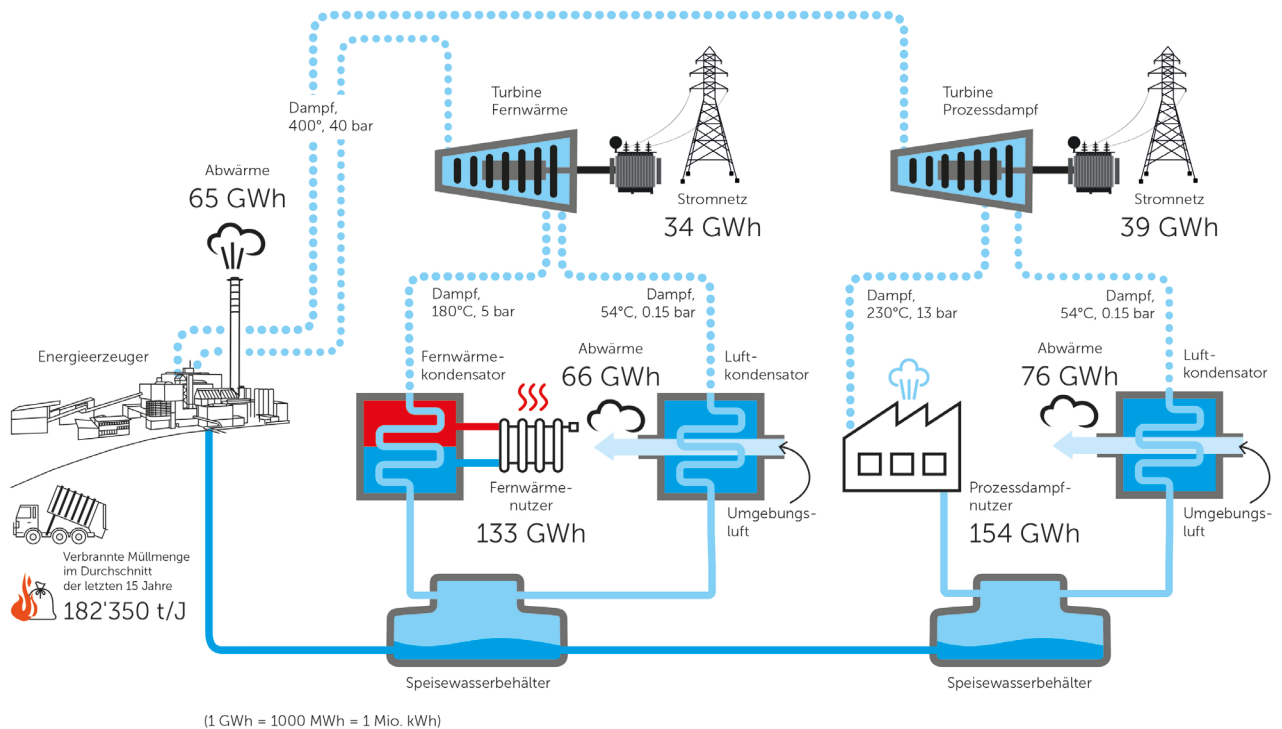 Turbine
Fernwärme
Turbine
Prozessdampf
Dampf,
400°, 40 bar
Abwärme
65 GWh
Stromnetz
34 GWh
Stromnetz
39 GWh
Dampf,
180°C, 5 bar
Dampf,
54°C, 0.15 bar
Dampf,
230°C, 13 bar
Dampf,
54°C, 0.15 bar
Energieerzeuger
Fernwärme-
kondensator
Abwärme
66 GWh
Luft-
kondensator
Abwärme
76 GWh
Luft-
kondensator
Fernwärme-
nutzer
133 GWh
Umgebungs-
luft
Prozessdampf-
nutzer
154 GWh
Umgebungs-
luft
Verbrannte Müllmenge
im Durchschnitt
der letzten 15 Jahre
182'350 t/J
Speisewasserbehälter
Speisewasserbehälter
(1 GWh = 1000 MWh = 1 Mio. kWh)